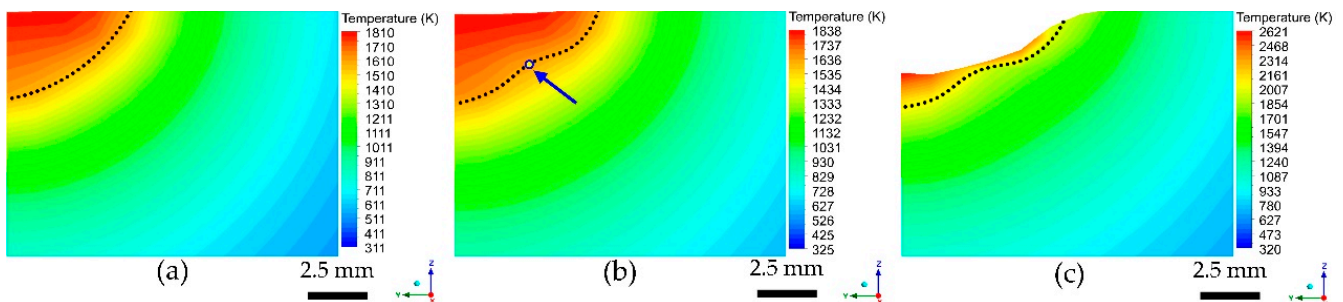 Temperature (K)
1810
1710
1610
1510
1410
1310
1211
1111
1011
911
811
711
611
511
411
311
(a)
2.5 mm
Z
Y
X
Temperature (K)
1838
1737
1636
1535
1434
1333
1232
1132
1031
930
829
728
627
526
425
325
(b)
2.5 mm
Z
Y
X
Temperature (K)
2621
2468
2314
2161
2007
1854
1701
1547
1394
1240
1087
933
780
627
473
320
(c)
2.5 mm
Z
Y
X